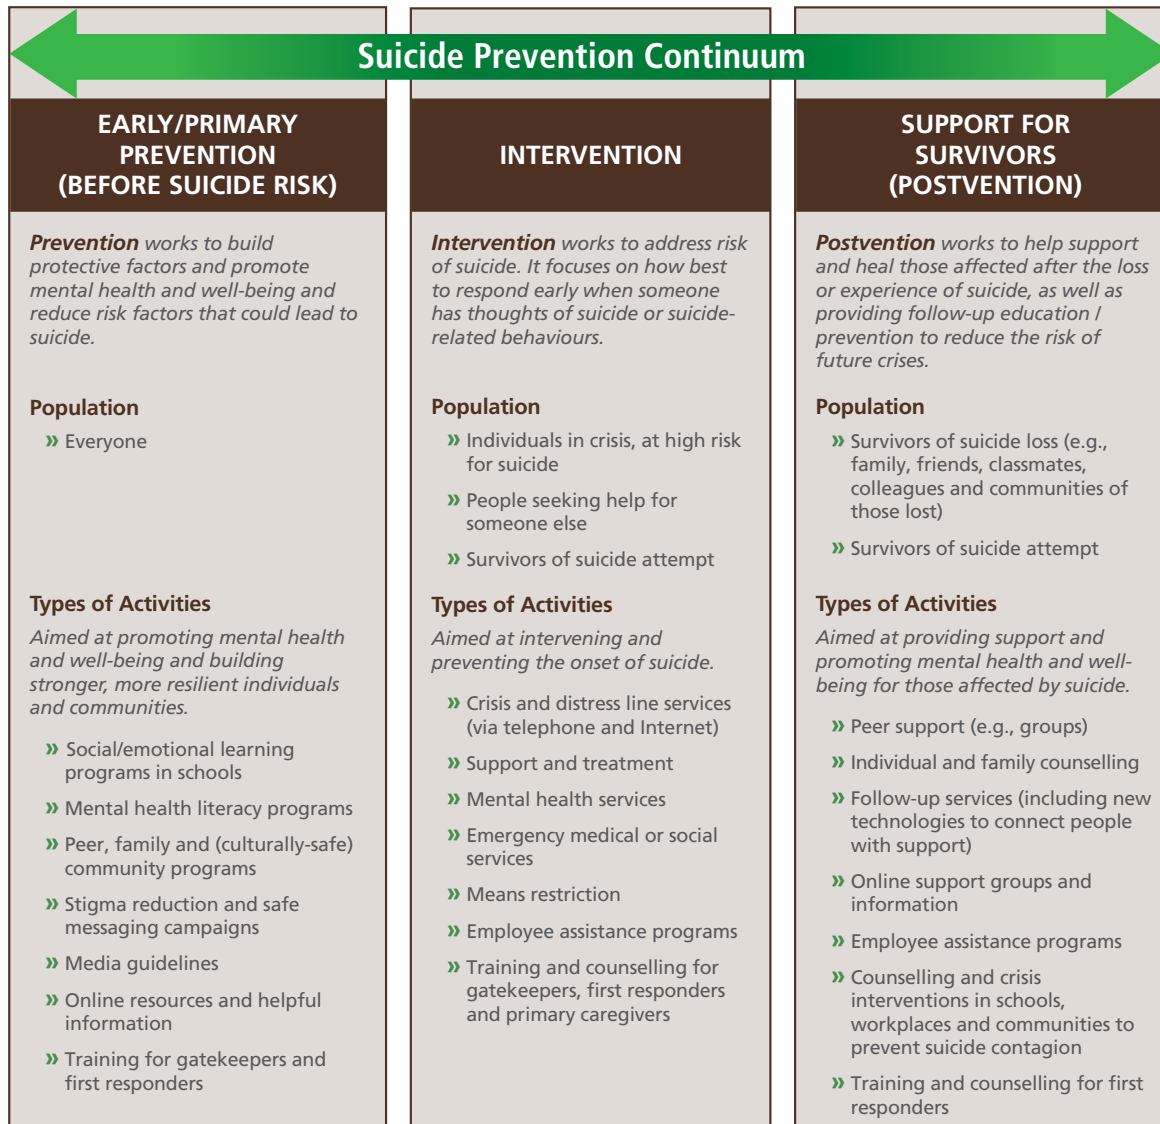 Suicide Prevention Continuum
EARLY/PRIMARY
PREVENTION
(BEFORE SUICIDE RISK)
Prevention works to build
protective factors and promote
mental health and well-being and
reduce risk factors that could lead to
suicide.
Population
» Everyone
Types of Activities
Aimed at promoting mental health
and well-being and building
stronger, more resilient individuals
and communities.
» Social/emotional learning
programs in schools
» Mental health literacy programs
» Peer, family and (culturally-safe)
community programs
» Stigma reduction and safe
messaging campaigns
» Media guidelines
» Online resources and helpful
information
» Training for gatekeepers and
first responders
INTERVENTION
Intervention works to address risk
of suicide. It focuses on how best
to respond early when someone
has thoughts of suicide or suicide-
related behaviours.
Population
» Individuals in crisis, at high risk
for suicide
» People seeking help for
someone else
» Survivors of suicide attempt
Types of Activities
Aimed at intervening and
preventing the onset of suicide.
» Crisis and distress line services
(via telephone and Internet)
» Support and treatment
» Mental health services
» Emergency medical or social
services
» Means restriction
» Employee assistance programs
» Training and counselling for
gatekeepers, first responders
and primary caregivers
SUPPORT FOR
SURVIVORS
(POSTVENTION)
Postvention works to help support
and heal those affected after the loss
or experience of suicide, as well as
providing follow-up education /
prevention to reduce the risk of
future crises.
Population
» Survivors of suicide loss (e.g.,
family, friends, classmates,
colleagues and communities of
those lost)
» Survivors of suicide attempt
Types of Activities
Aimed at providing support and
promoting mental health and well-
being for those affected by suicide.
» Peer support (e.g., groups)
» Individual and family counselling
» Follow-up services (including new
technologies to connect people
with support)
» Online support groups and
information
» Employee assistance programs
» Counselling and crisis
interventions in schools,
workplaces and communities to
prevent suicide contagion
» Training and counselling for first
responders